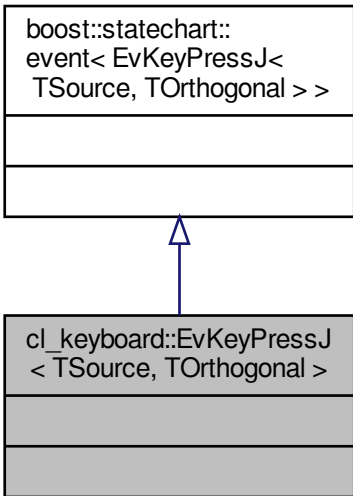 boost::statechart::
event< EvKeyPressJ<
TSource, TOrthogonal > >
cl_keyboard::EvKeyPressJ
< TSource, TOrthogonal >